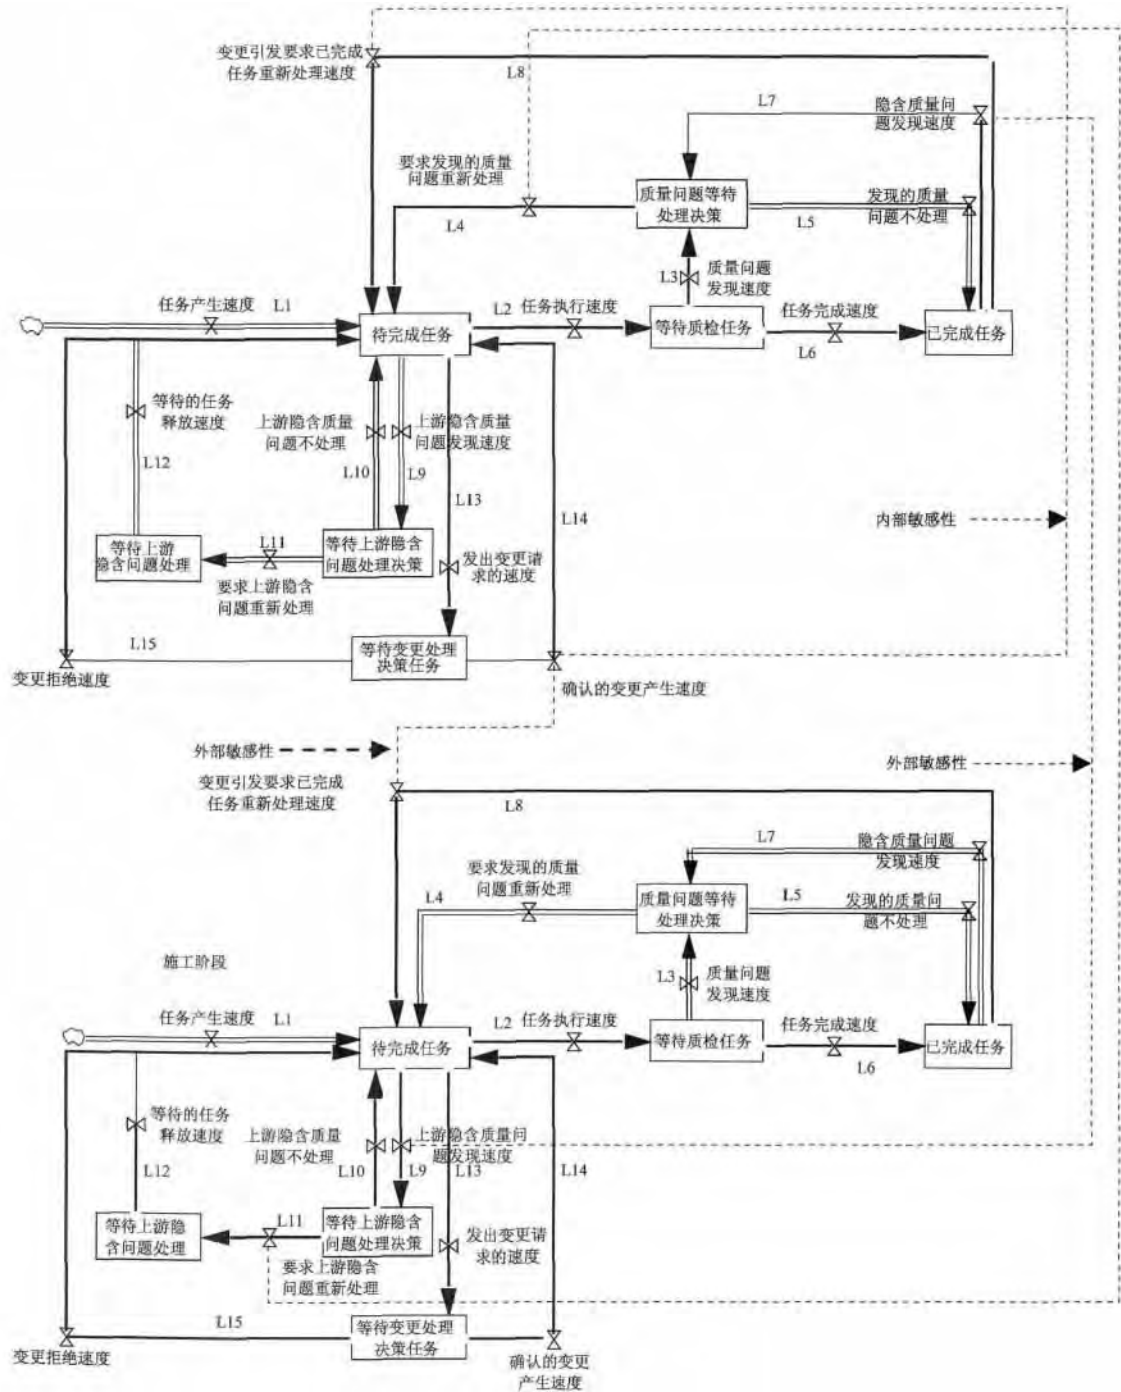 变更引发要求已完成
任务重新处理速度
L8
L7
隐含质量问
题发现速度
要求发现的质量
问题重新处理
质量问题等待
处理决策
发现的质量
问题不处理
L4
L5
L3
质量问题
发现速度
任务产生速度
L1
L2
任务执行速度
任务完成速度
待完成任务
等待质检任务
已完成任务
L6
等待的任务
释放速度
上游隐含质量
问题不处理
上游隐含质量
问题发现速度
L12
L10
L9
L13
L14
内部敏感性
等待上游
隐含问题处理
L11
等待上游隐含
问题处理决策
发出变更请
求的速度
要求上游隐含
问题重新处理
L15
等待变更处理
决策任务
变更拒绝速度
确认的变更产生速度
外部敏感性
外部敏感性
变更引发要求已完成
任务重新处理速度
L8
L7
隐含质量问题
发现速度
要求发现的质量
问题重新处理
L4
质量问题等待
处理决策
L5
发现的质量问
题不处理
施工阶段
L3
质量问题
发现速度
任务产生速度
L1
L2
任务执行速度
任务完成速度
待完成任务
等待质检任务
已完成任务
L6
等待的任务
释放速度
上游隐含质量
问题不处理
上游隐含质量问
题发现速度
L12
L10
L9
L13
L14
等待上游隐
含问题处理
L11
等待上游隐含
问题处理决策
发出变更请
求的速度
要求上游隐含
问题重新处理
L15
等待变更处理
决策任务
变更拒绝速度
确认的变更
产生速度